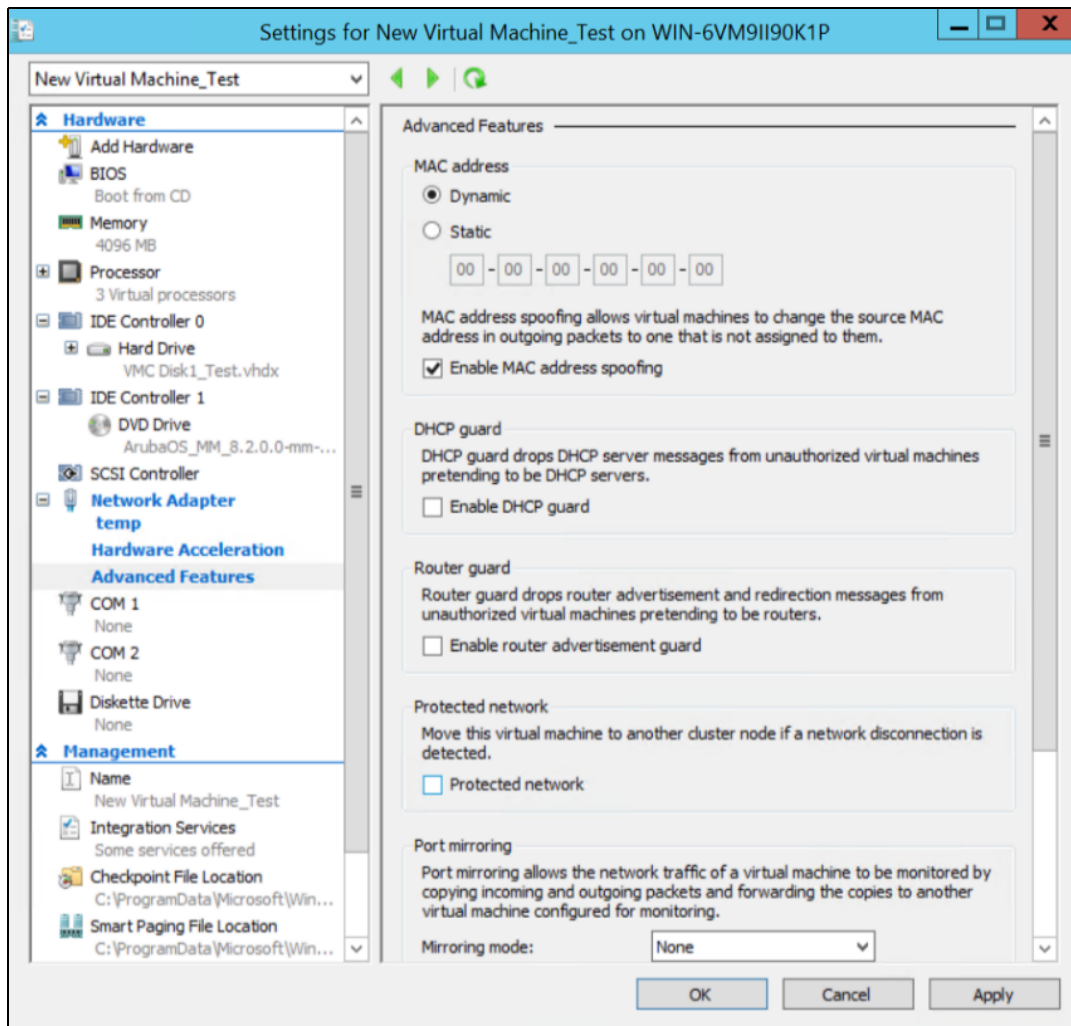 Settings for New Virtual Machine_Test on WIN-6VM9II90K1P
New Virtual Machine_Test
Hardware
Add Hardware
BIOS
Boot from CD
Memory
4096 MB
Processor
3 Virtual processors
IDE Controller 0
Hard Drive
VMC Disk1_Test.vhdx
IDE Controller 1
DVD Drive
ArubaOS_MM_8.2.0.0-mm-...
SCSI Controller
Network Adapter
temp
Hardware Acceleration
Advanced Features
COM 1
None
COM 2
None
Diskette Drive
None
Management
Name
New Virtual Machine_Test
Integration Services
Some services offered
Checkpoint File Location
C:\ProgramData\Microsoft\Win...
Smart Paging File Location
C:\ProgramData\Microsoft\Win...
Advanced Features
MAC address
Dynamic
Static
00 - 00 - 00 - 00 - 00 - 00
MAC address spoofing allows virtual machines to change the source MAC
address in outgoing packets to one that is not assigned to them.
Enable MAC address spoofing
DHCP guard
DHCP guard drops DHCP server messages from unauthorized virtual machines
pretending to be DHCP servers.
Enable DHCP guard
Router guard
Router guard drops router advertisement and redirection messages from
unauthorized virtual machines pretending to be routers.
Enable router advertisement guard
Protected network
Move this virtual machine to another cluster node if a network disconnection is
detected.
Protected network
Port mirroring
Port mirroring allows the network traffic of a virtual machine to be monitored by
copying incoming and outgoing packets and forwarding the copies to another
virtual machine configured for monitoring.
Mirroring mode: None
OK Cancel Apply